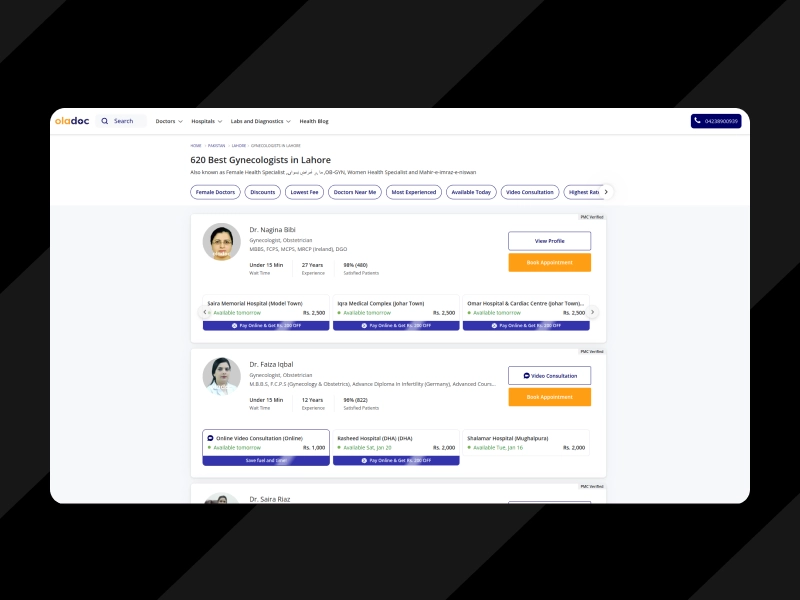 oladoc
Search
Doctors
Hospitals
Labs and Diagnostics
Health Blog
04238900939
HOME
PAKISTAN
LAHORE
GYNECOLOGISTS IN LAHORE
620 Best Gynecologists in Lahore
Also known as Female Health Specialist ,ماہرِ امراضِ نسواں ,OB-GYN, Women Health Specialist and Mahir-e-imraz-e-niswan
Female Doctors
Discounts
Lowest Fee
Doctors Near Me
Most Experienced
Available Today
Video Consultation
Highest Rate
PMC Verified
Dr. Nagina Bibi
Gynecologist, Obstetrician
MBBS, FCPS, MCPS, MRCP (Ireland), DGO
Under 15 Min 27 Years 98% (480)
Wait Time Experience Satisfied Patients
View Profile
Book Appointment
Saira Memorial Hospital (Model Town)
Available tomorrow Rs. 2,500
Pay Online & Get Rs. 200 OFF
Iqra Medical Complex (Johar Town)
Available tomorrow Rs. 2,500
Pay Online & Get Rs. 200 OFF
Omar Hospital & Cardiac Centre (Johar Town)...
Available tomorrow Rs. 2,500
Pay Online & Get Rs. 200 OFF
PMC Verified
Dr. Faiza Iqbal
Gynecologist, Obstetrician
M.B.B.S, F.C.P.S (Gynecology & Obstetrics), Advance Diploma in Infertility (Germany), Advanced Cours...
Under 15 Min 12 Years 96% (822)
Wait Time Experience Satisfied Patients
Video Consultation
Book Appointment
Online Video Consultation (Online)
Available tomorrow Rs. 1,000
Save fuel and time!
Rasheed Hospital (DHA) (DHA)
Available Sat, Jan 20 Rs. 2,000
Pay Online & Get Rs. 200 OFF
Shalamar Hospital (Mughalpura)
Available Tue, Jan 16 Rs. 2,000
PMC Verified
Dr. Saira Riaz